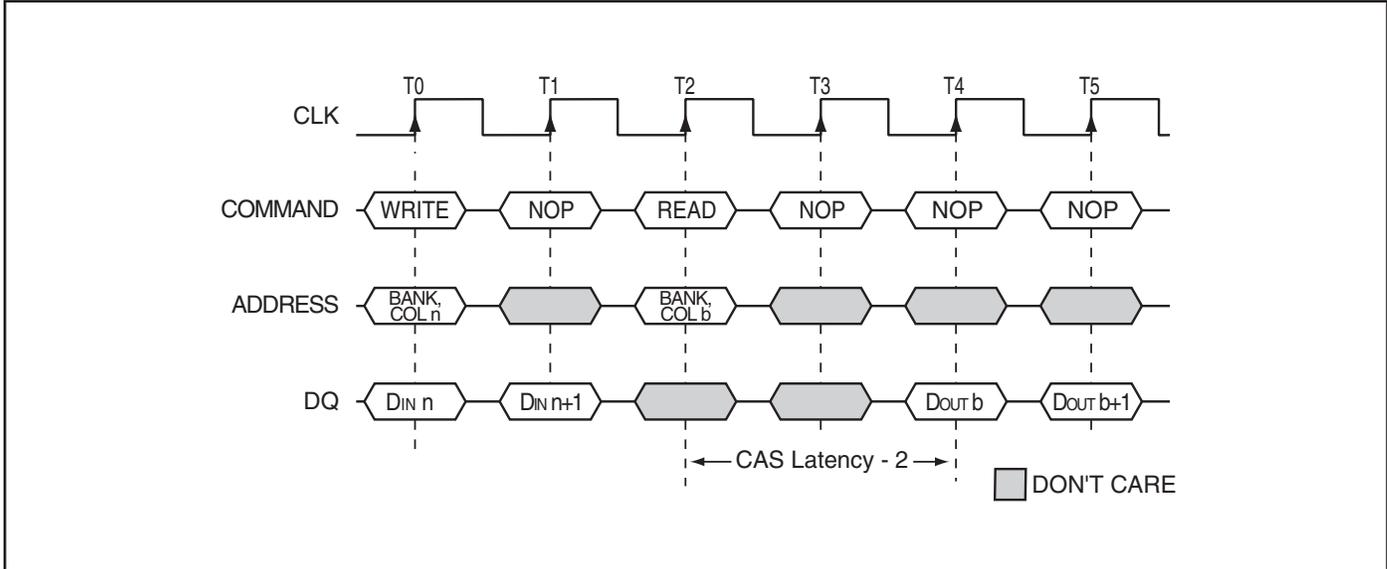 T0 T1 T2 T3 T4 T5
CLK
COMMAND WRITE NOP READ NOP NOP NOP
ADDRESS
BANK,
COL n
BANK,
COL b
DQ DIN n DIN n+1 DOUT b DOUT b+1
CAS Latency - 2
DON'T CARE